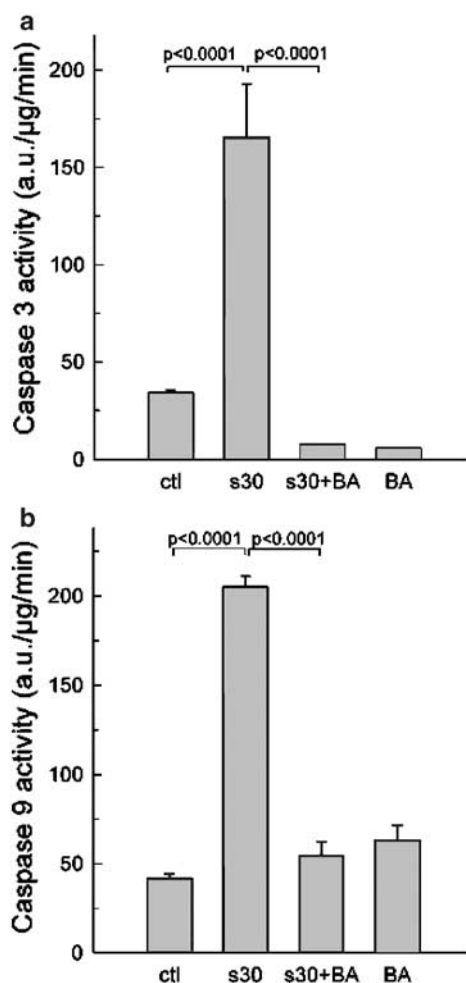 a
p<0.0001 p<0.0001
Caspase 3 activity (a.u./µg/min)
200
150
100
50
0
ctl s30 s30+BA BA
b
p<0.0001 p<0.0001
Caspase 9 activity (a.u./µg/min)
200
150
100
50
0
ctl s30 s30+BA BA